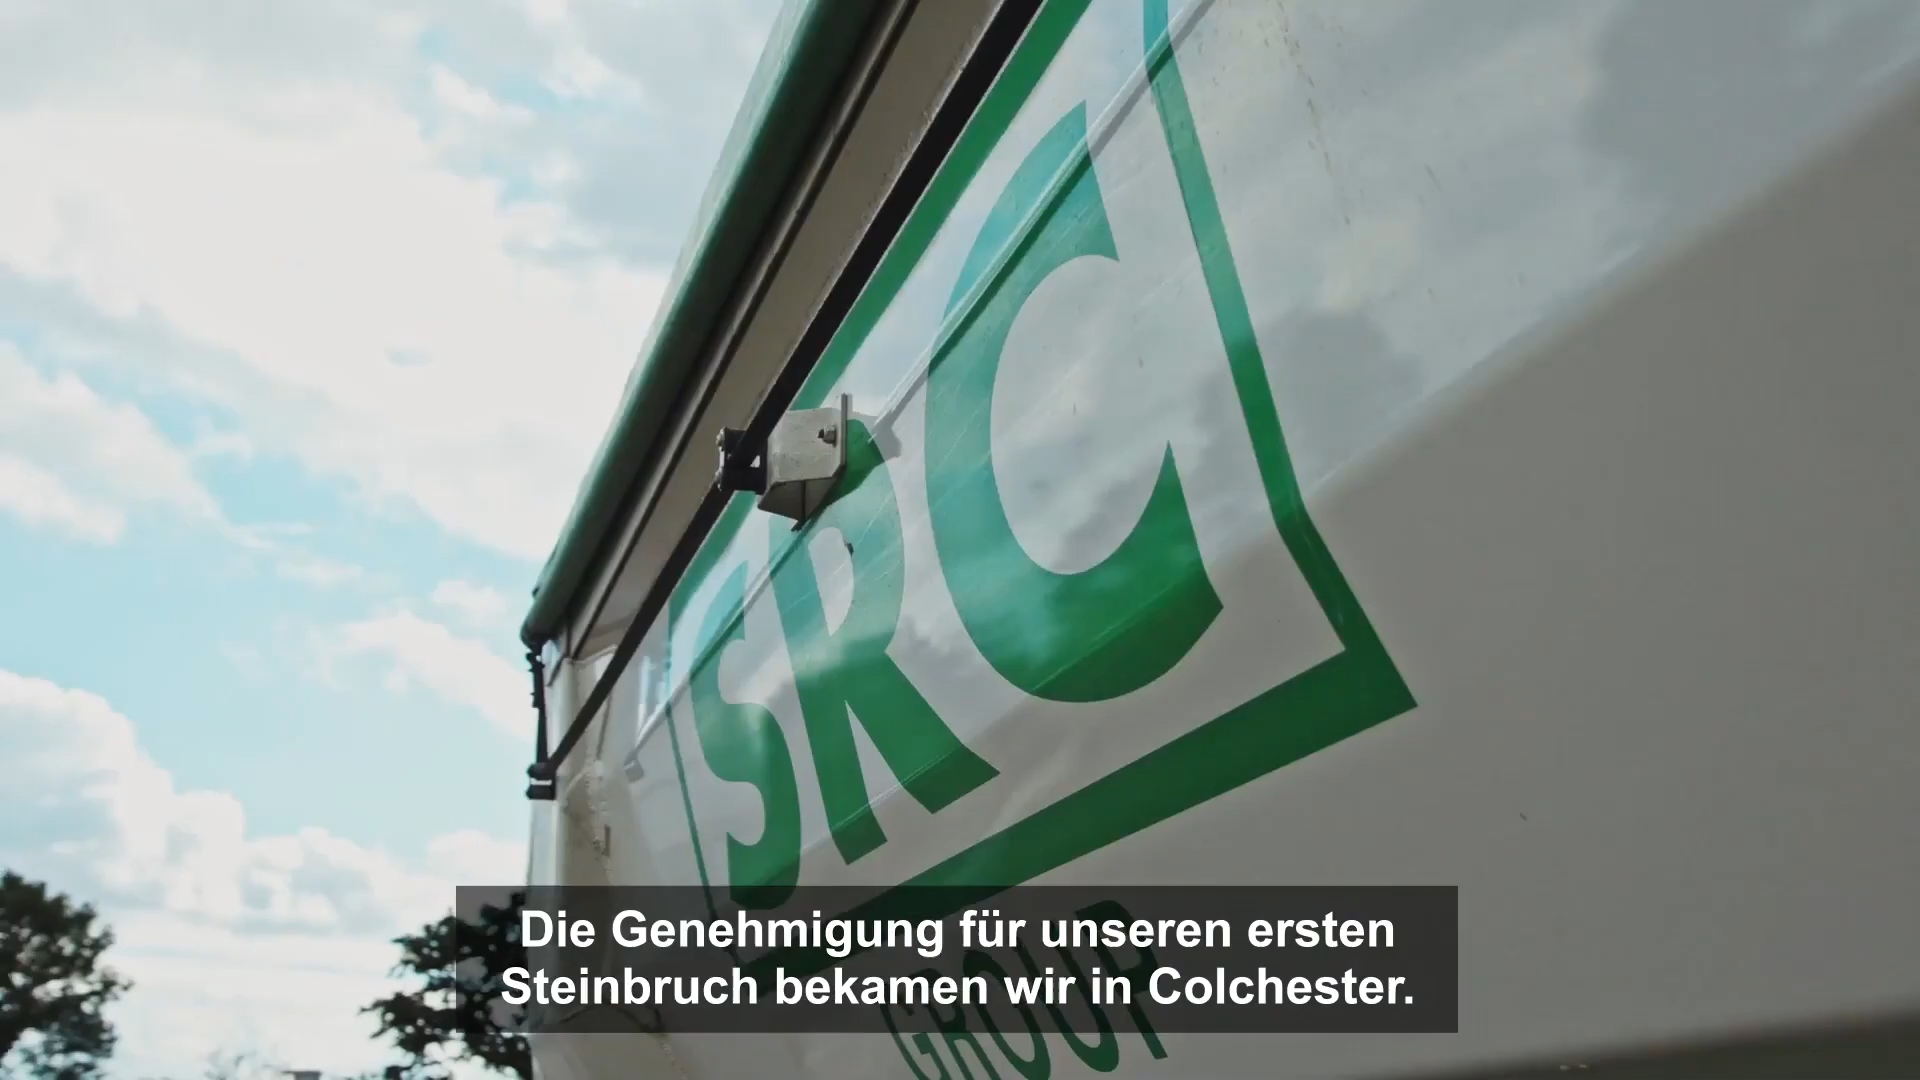 SRC
GROUP
Die Genehmigung für unseren ersten
Steinbruch bekamen wir in Colchester.